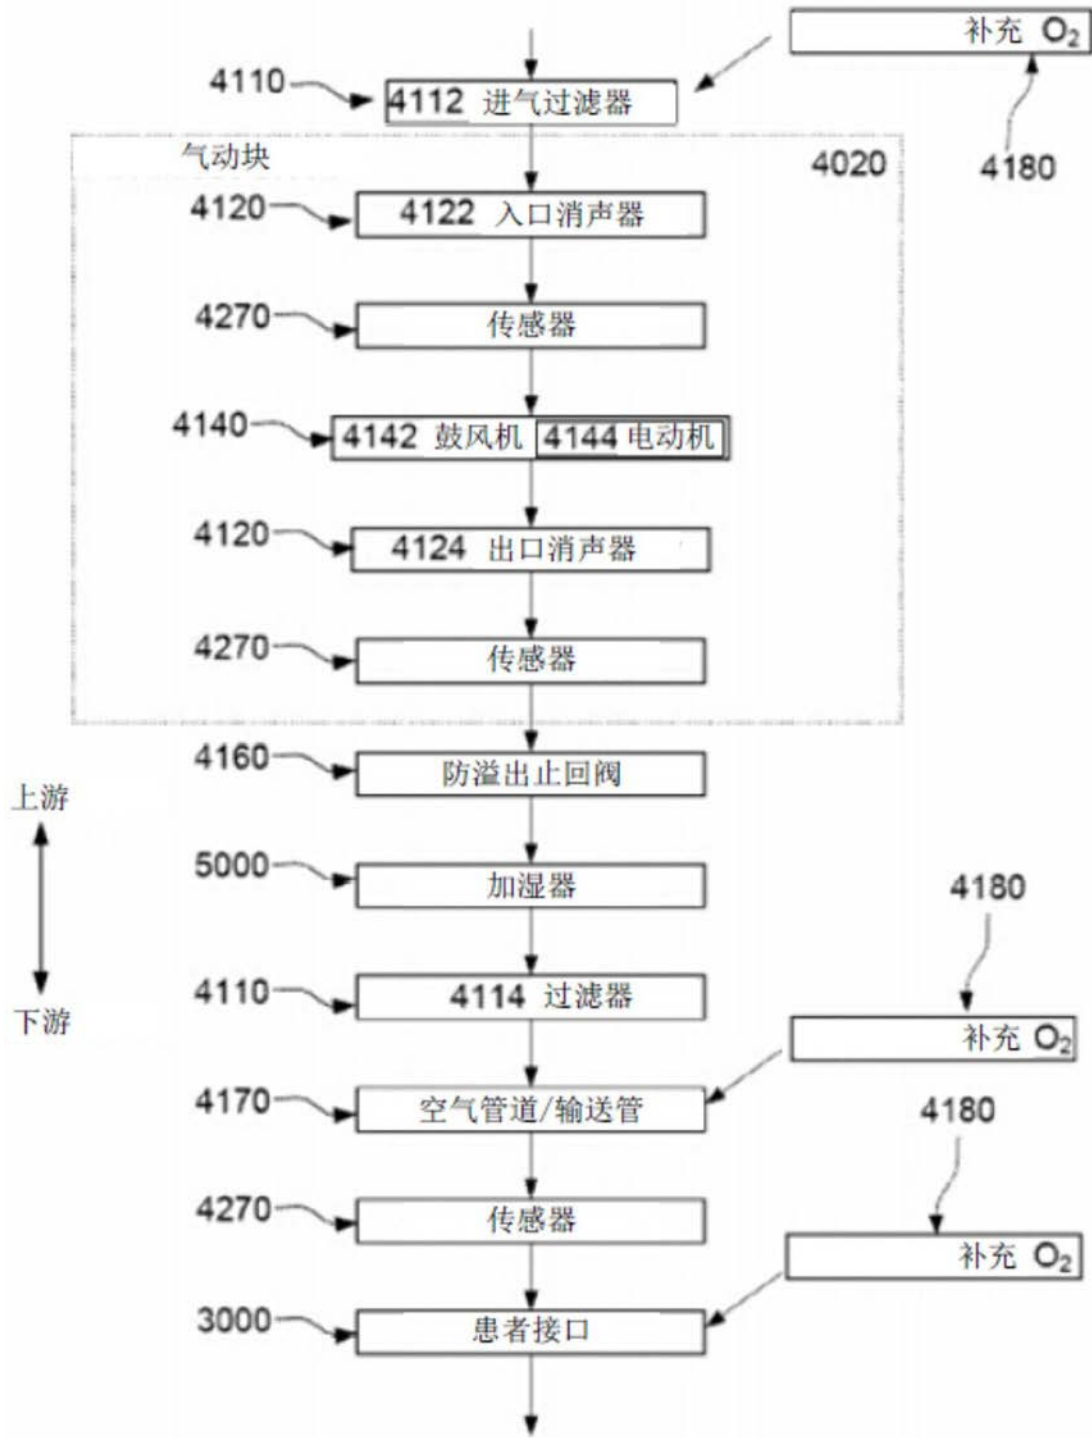 补充 O₂
4110
4112 进气过滤器
4180
气动块
4020
4120
4122 入口消声器
4270
传感器
4140
4142 鼓风机 4144 电动机
4120
4124 出口消声器
4270
传感器
4160
防溢出止回阀
上游
下游
5000
加湿器
4180
4110
4114 过滤器
补充 O₂
4170
空气管道/输送管
4180
4270
传感器
补充 O₂
3000
患者接口